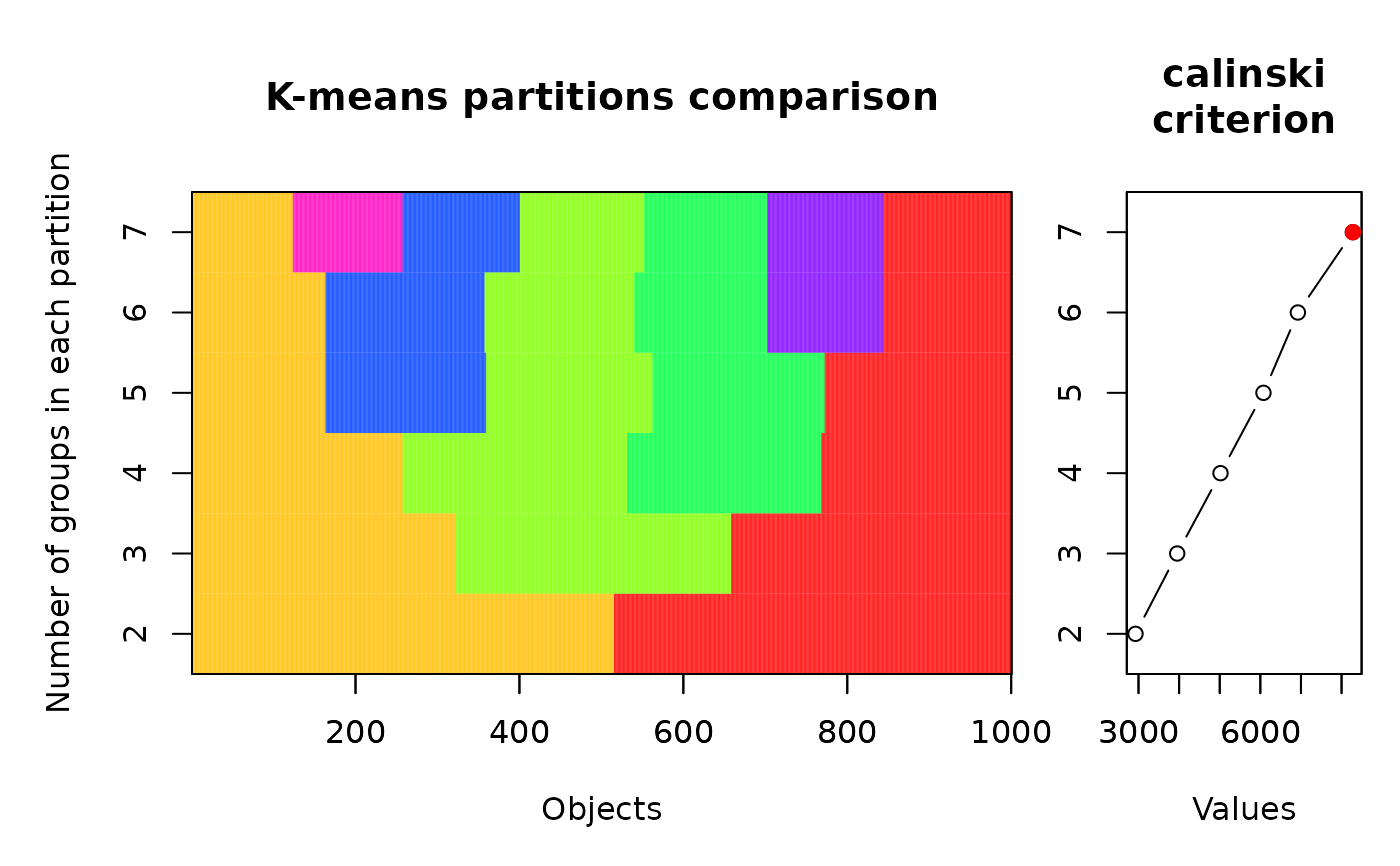 K-means partitions comparison
Number of groups in each partition
7
6
5
4
3
2
200 400 600 800 1000
Objects
calinski
criterion
7
6
5
4
3
2
3000 6000
Values